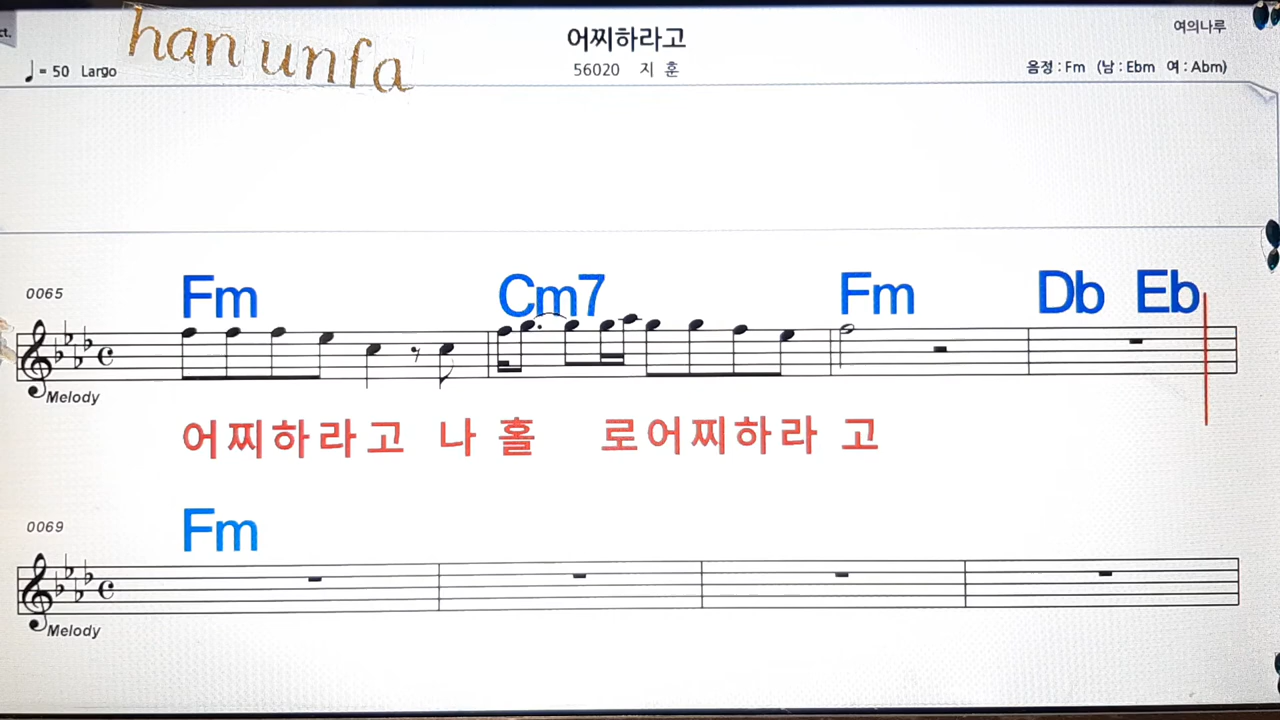 ct.
han unfa
어찌하라고
여의나루
= 50 Largo
56020 지 훈
음정 : Fm (남 : Ebm 여 : Abm)
0065
Fm Cm7 Fm Db Eb
Melody
어찌하라고 나 홀 로어찌하라 고
0069
Fm
Melody